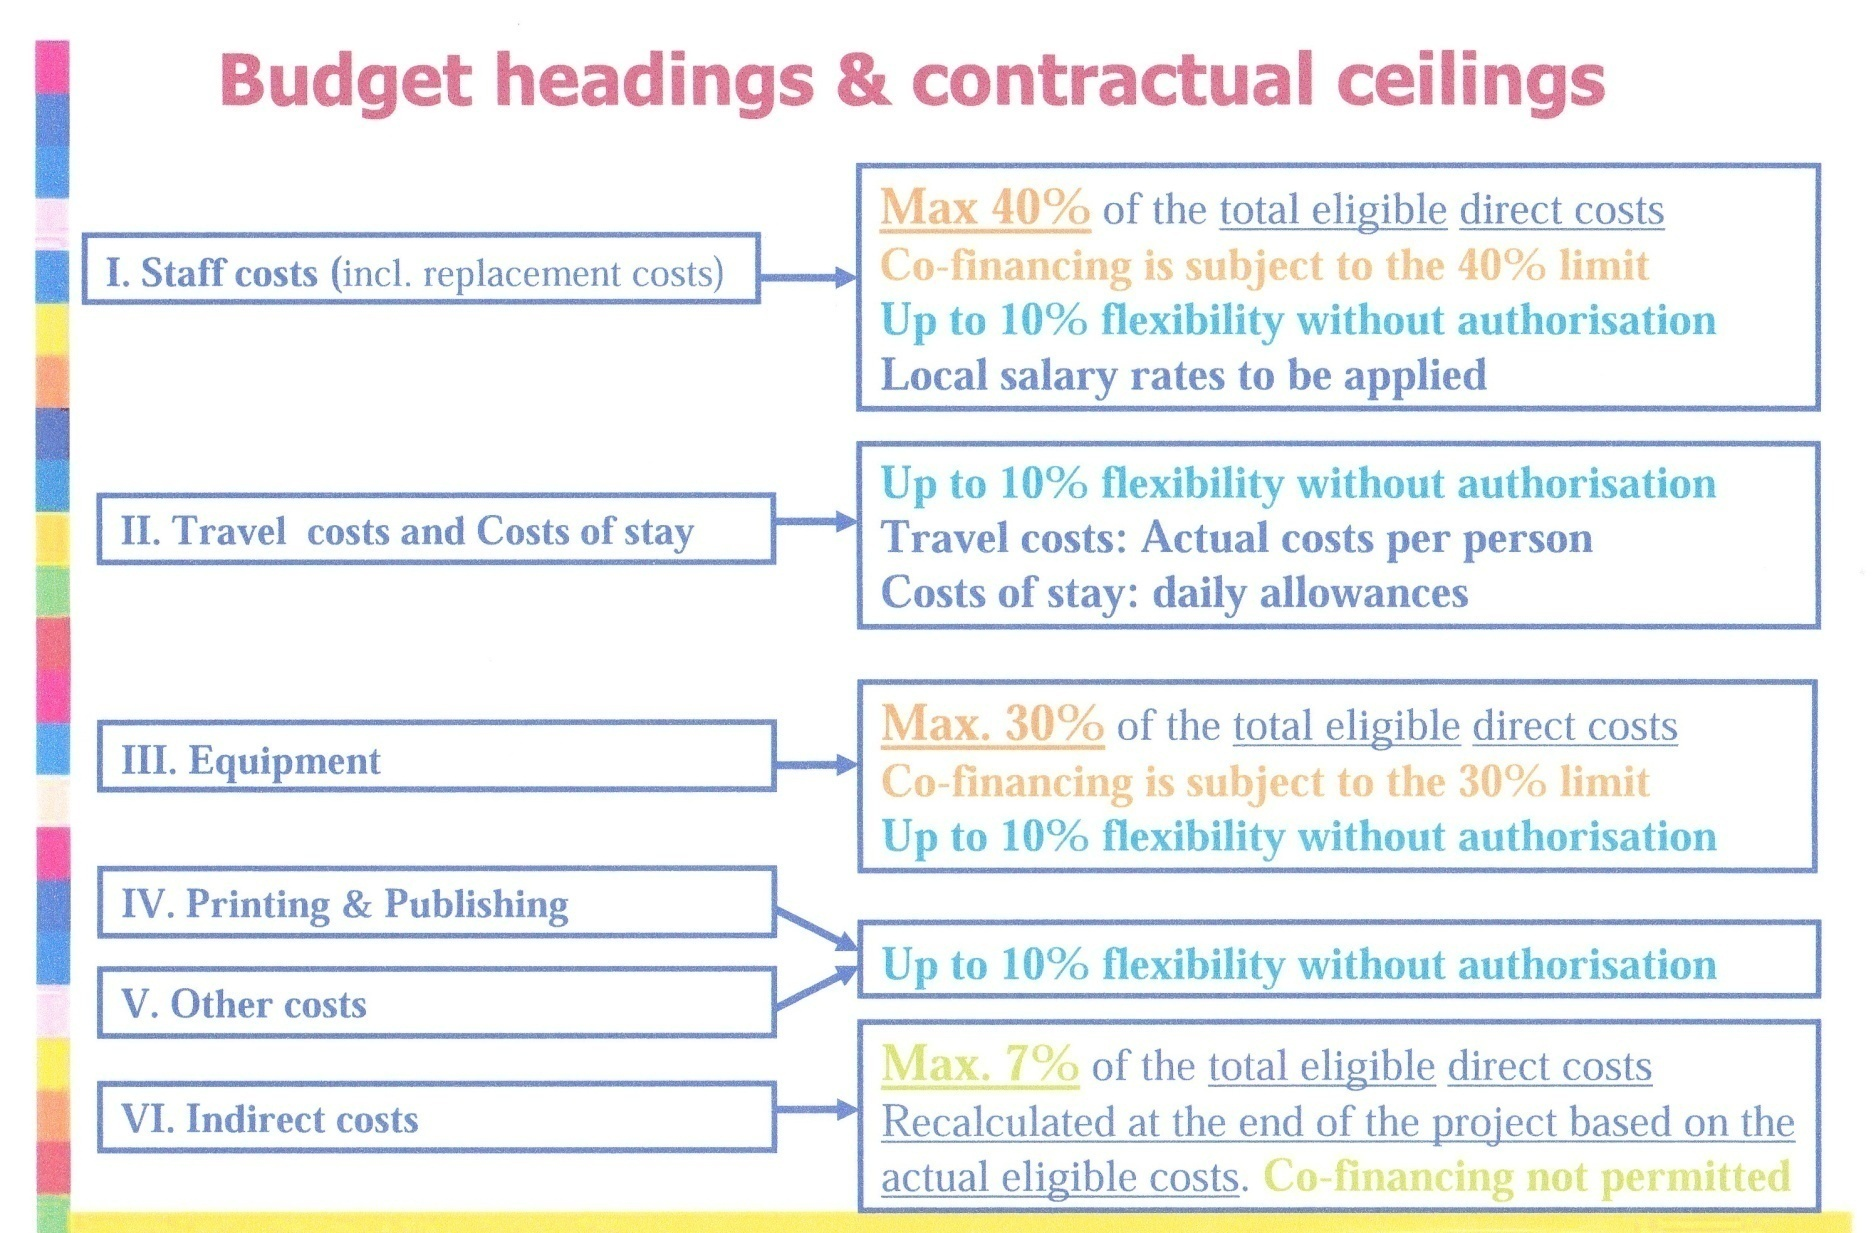 Budget headings & contractual ceilings
I. Staff costs (incl. replacement costs)
Max 40% of the total eligible direct costs
Co-financing is subject to the 40% limit
Up to 10% flexibility without authorisation
Local salary rates to be applied
II. Travel costs and Costs of stay
Up to 10% flexibility without authorisation
Travel costs: Actual costs per person
Costs of stay: daily allowances
III. Equipment
Max. 30% of the total eligible direct costs
Co-financing is subject to the 30% limit
Up to 10% flexibility without authorisation
IV. Printing & Publishing
V. Other costs
Up to 10% flexibility without authorisation
VI. Indirect costs
Max. 7% of the total eligible direct costs
Recalculated at the end of the project based on the
actual eligible costs. Co-financing not permitted